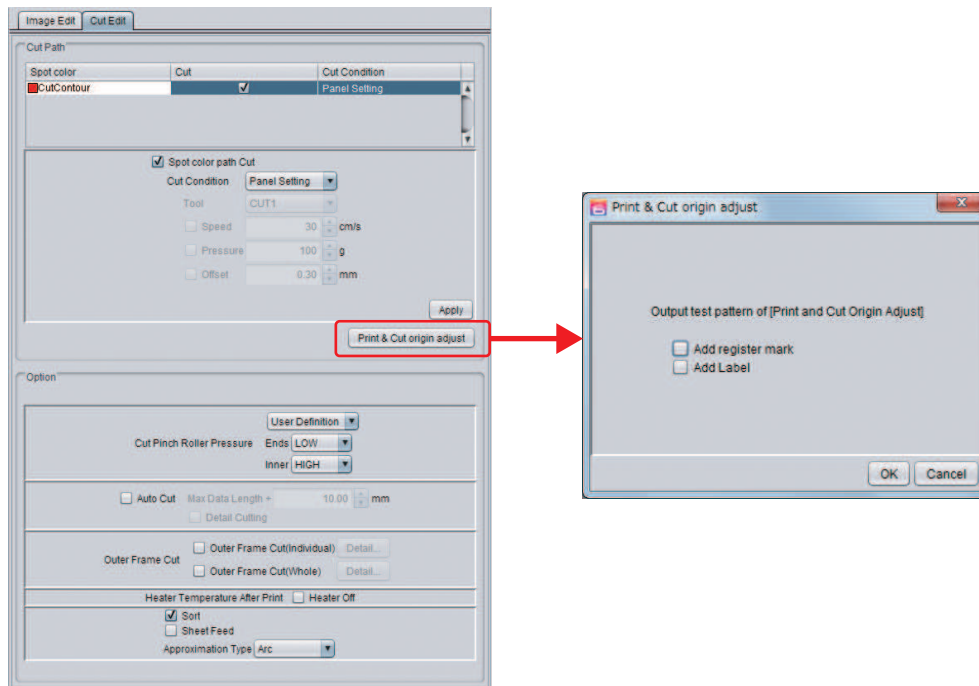 Image Edit Cut Edit
Cut Path
Spot color Cut Cut Condition
CutContour Panel Setting
Spot color path Cut
Cut Condition Panel Setting
Tool CUT1
Speed 30 cm/s
Pressure 100 g
Offset 0.30 mm
Apply
Print & Cut origin adjust
Option
User Definition
Cut Pinch Roller Pressure Ends LOW
Inner HIGH
Auto Cut Max Data Length + 10.00 mm
Detail Cutting
Outer Frame Cut
Outer Frame Cut(Individual) Detail...
Outer Frame Cut(Whole) Detail...
Heater Temperature After Print Heater Off
Sort
Sheet Feed
Approximation Type Arc
Print & Cut origin adjust
Output test pattern of [Print and Cut Origin Adjust]
Add register mark
Add Label
OK Cancel